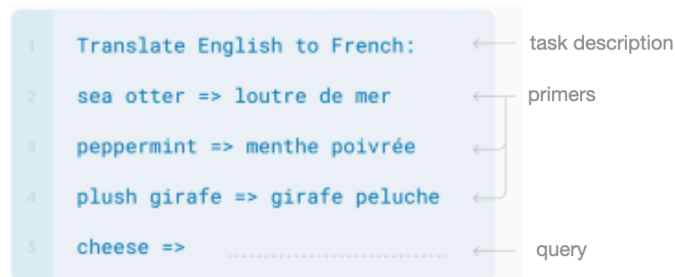 1 Translate English to French: task description
2 sea otter => loutre de mer primers
3 peppermint => menthe poivrée
4 plush girafe => girafe peluche
5 cheese => query